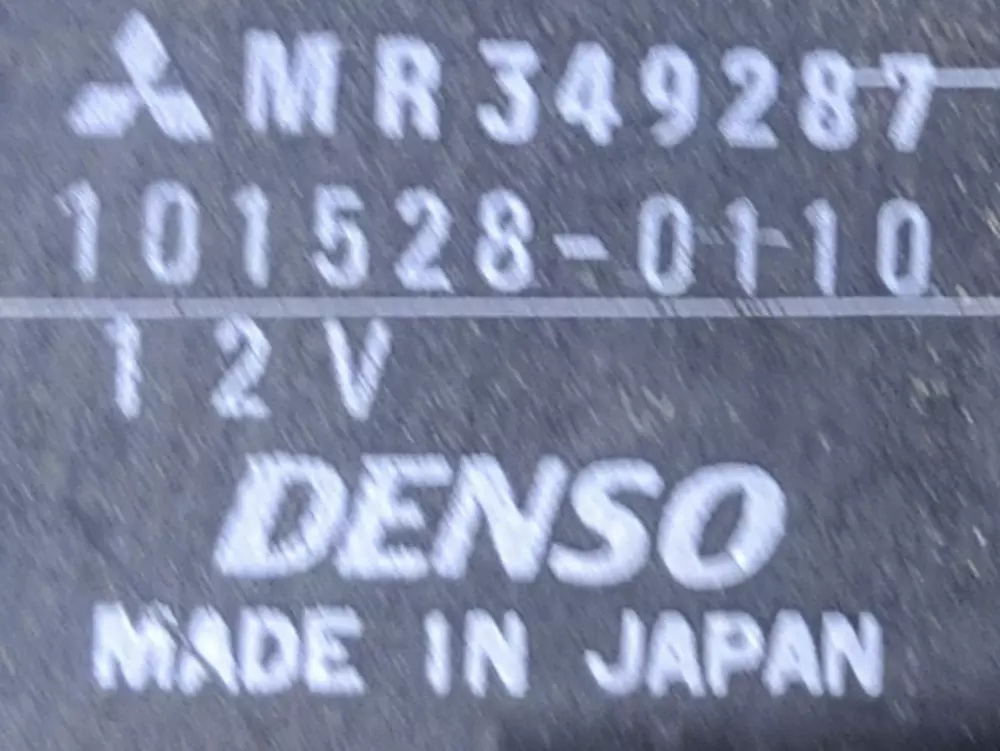 MR349287
101528-0110
12V
DENSO
MADE IN JAPAN